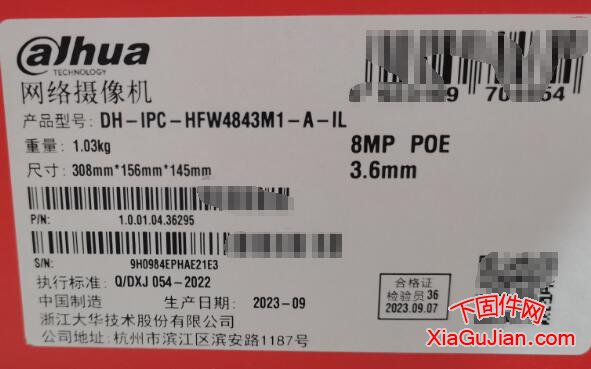 alhua
TECHNOLOGY
网络摄像机
产品型号: DH-IPC-HFW4843M1-A-IL
重量: 1.03kg
8MP POE
尺寸: 308mm*156mm*145mm
3.6mm
P/N: 1.0.01.04.36295
S/N: 9H0984EPHAE21E3
执行标准: Q/DXJ 054-2022
中国制造 生产日期: 2023-09
浙江大华技术股份有限公司
公司地址: 杭州市滨江区滨安路1187号
合格证
检验员36
2023.09.07
下固件网
XiaGuJian.com